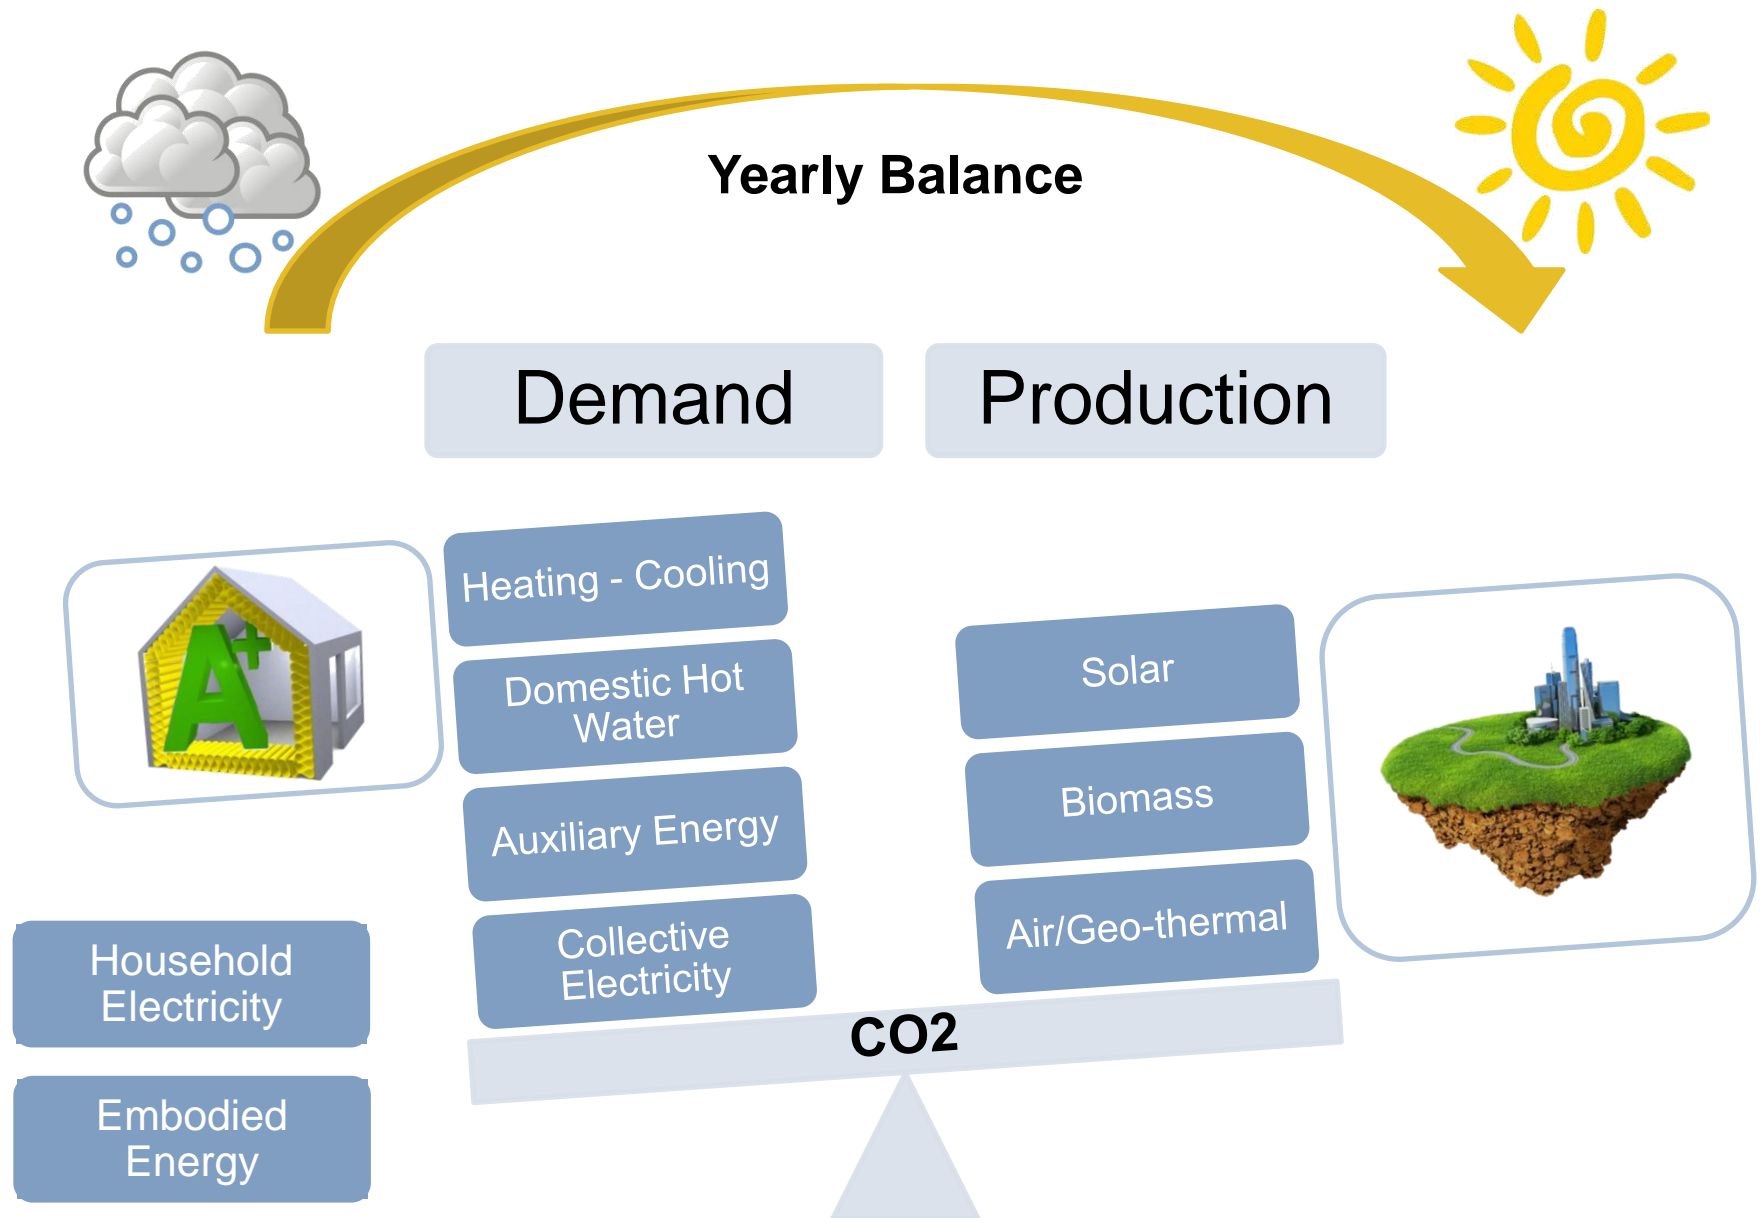 Yearly Balance
Demand
Production
Heating - Cooling
Domestic Hot
Water
Auxiliary Energy
Collective
Electricity
Solar
Biomass
Air/Geo-thermal
A+
Household
Electricity
Embodied
Energy
CO2